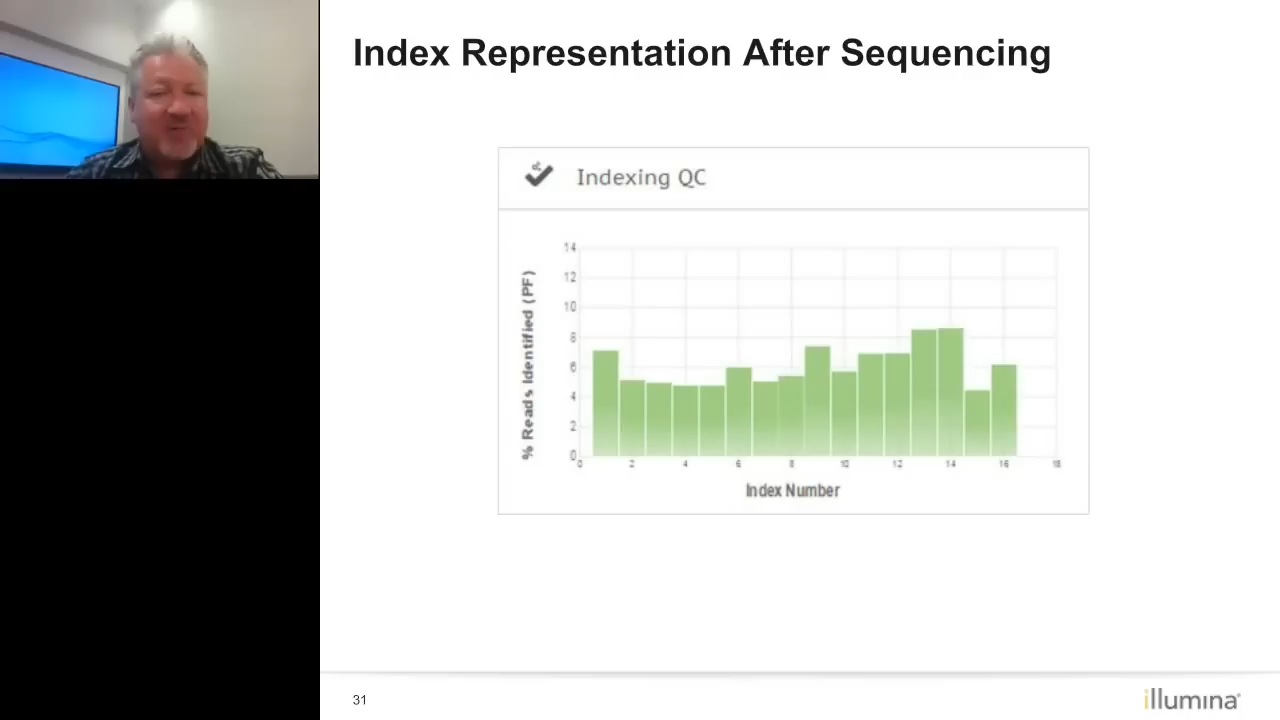 Index Representation After Sequencing
Indexing QC
% Reads Identified (PF)
14
12
10
8
6
4
2
0
0 2 4 6 8 10 12 14 16 18
Index Number
31
illumina